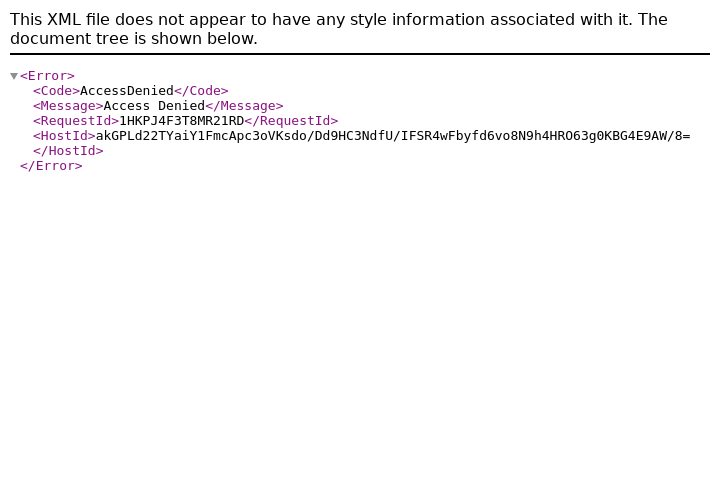 This XML file does not appear to have any style information associated with it. The
document tree is shown below.
<Error>
<Code>AccessDenied</Code>
<Message>Access Denied</Message>
<RequestId>1HKPJ4F3T8MR21RD</RequestId>
<HostId>akGPLd22TYaiY1FmcApc3oVKsdo/Dd9HC3NdfU/IFSR4wFbyfd6vo8N9h4HRO63g0KBG4E9AW/8=
</HostId>
</Error>